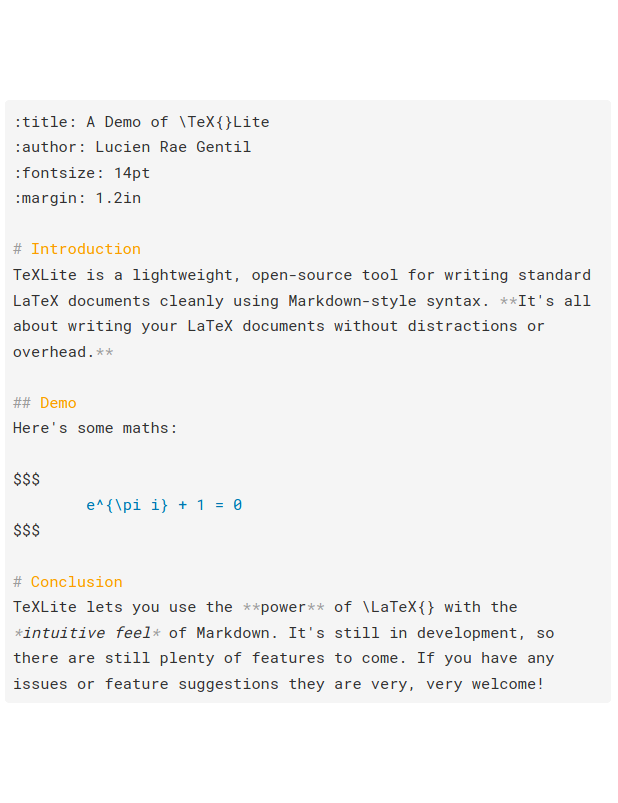 :title: A Demo of \TeX{}Lite
:author: Lucien Rae Gentil
:fontsize: 14pt
:margin: 1.2in
# Introduction
TeXLite is a lightweight, open-source tool for writing standard
LaTeX documents cleanly using Markdown-style syntax. **It's all
about writing your LaTeX documents without distractions or
overhead.**
## Demo
Here's some maths:
$$$
e^{\pi i} + 1 = 0
$$$
# Conclusion
TeXLite lets you use the **power** of \LaTeX{} with the
*intuitive feel* of Markdown. It's still in development, so
there are still plenty of features to come. If you have any
issues or feature suggestions they are very, very welcome!